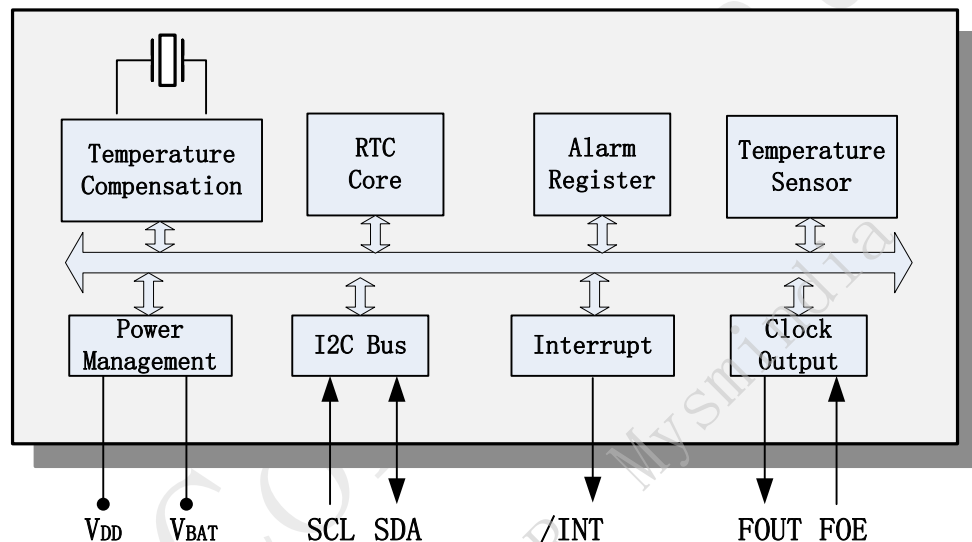 Temperature
Compensation
RTC
Core
Alarm
Register
Temperature
Sensor
Power
Management
I2C Bus
Interrupt
Clock
Output
VDD VBAT SCL SDA /INT FOUT FOE
Mysmindia